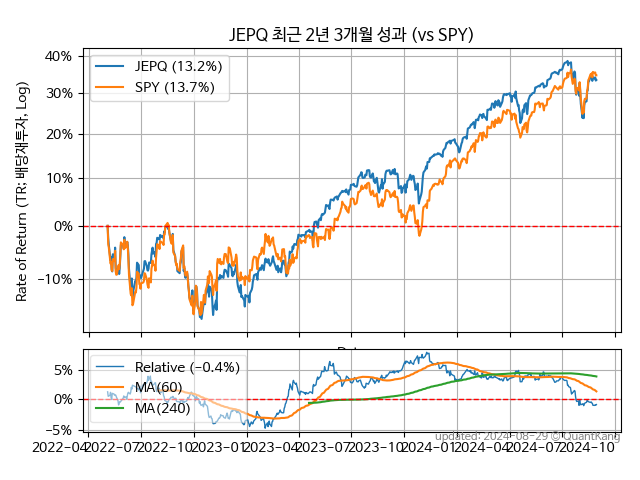 JEPQ 최근 2년 3개월 성과 (vs SPY)
Rate of Return (TR: 배당재투자, Log)
40%
30%
20%
10%
0%
−10%
JEPQ (13.2%)
SPY (13.7%)
5%
0%
−5%
Relative (−0.4%)
MA(60)
MA(240)
updated: 2024-08-29 © QuantKang
2022-04 2022-07 2022-10 2023-01 2023-04 2023-07 2023-10 2024-01 2024-04 2024-07 2024-10